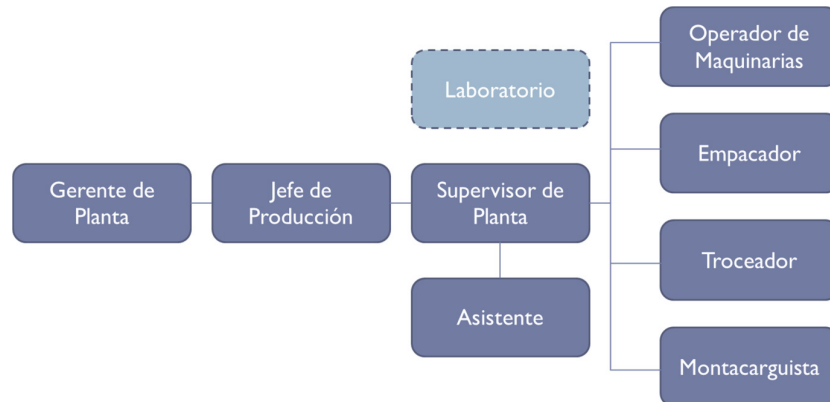 Operador de
Maquinarias
Laboratorio
Empacador
Gerente de
Planta
Jefe de
Producción
Supervisor de
Planta
Troceador
Asistente
Montacarguista